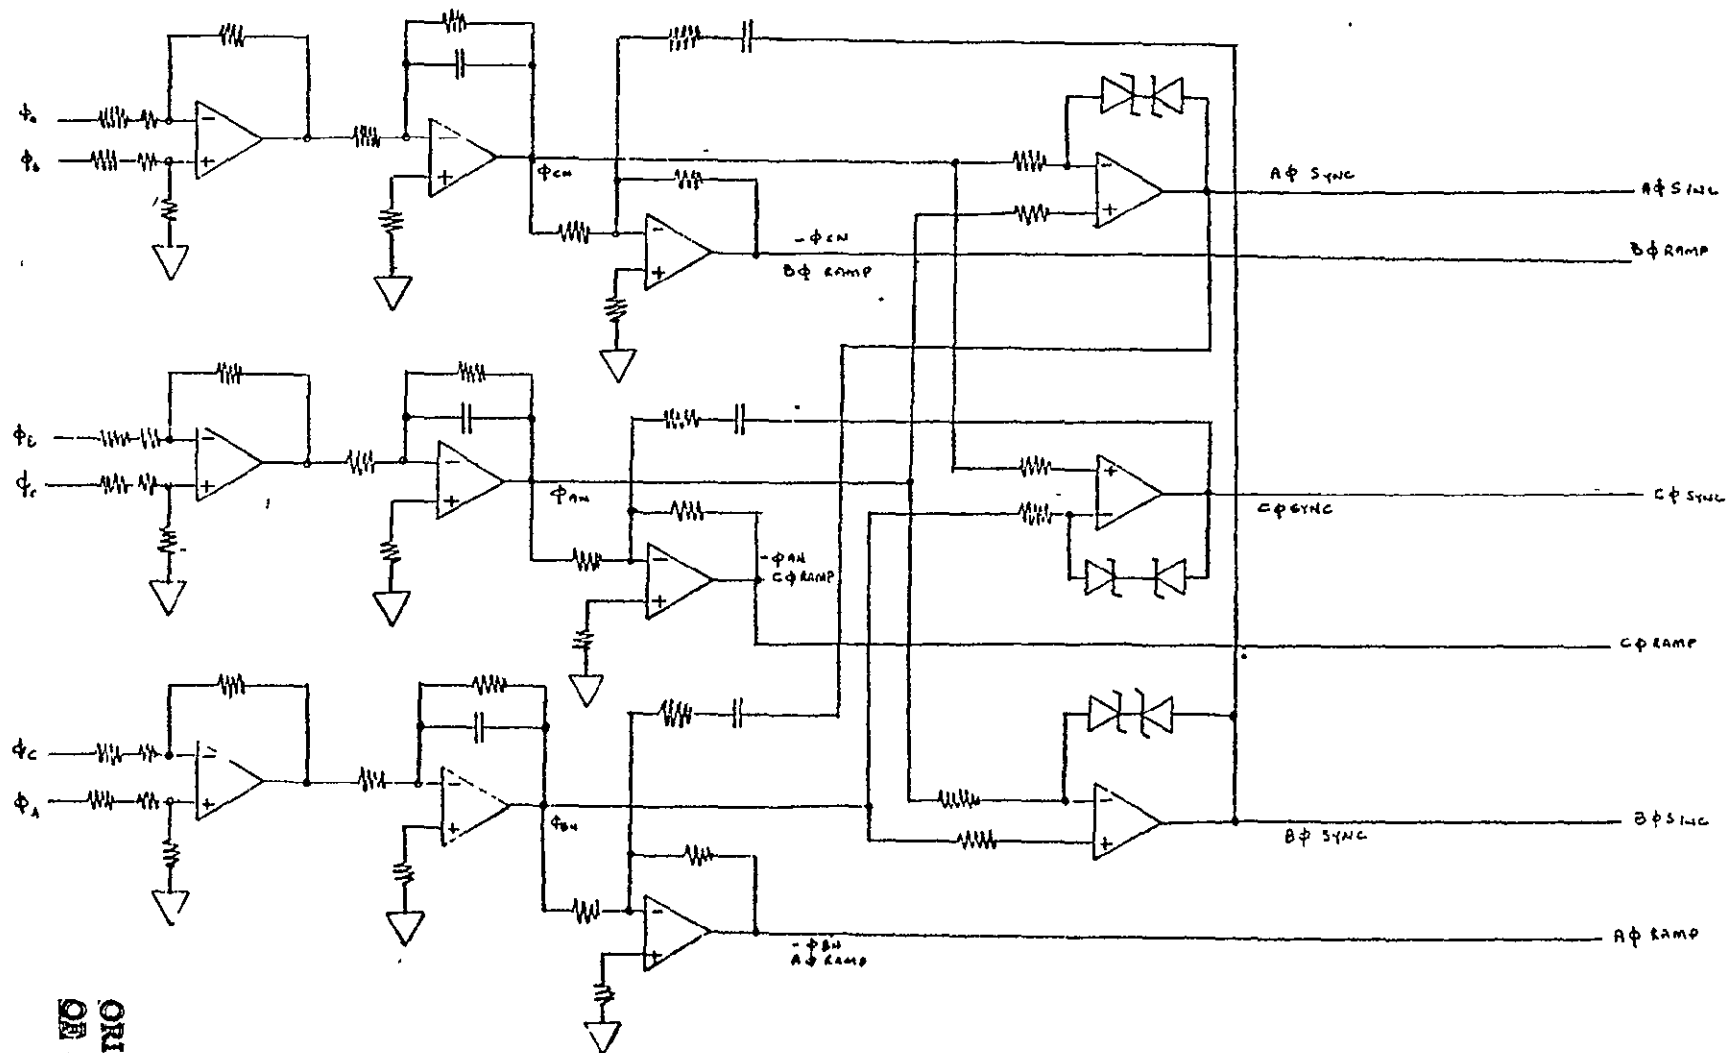 ϕa
ϕb
ϕCN
-ϕCN
Bϕ RAMP
Aϕ SYNC
Aϕ SYNC
Bϕ RAMP
ϕB
ϕC
ϕAN
-ϕAN
Cϕ RAMP
Cϕ SYNC
Cϕ SYNC
Cϕ RAMP
ϕC
ϕA
ϕBN
-ϕBN
Aϕ RAMP
Bϕ SYNC
Bϕ SYNC
Aϕ RAMP
ORI